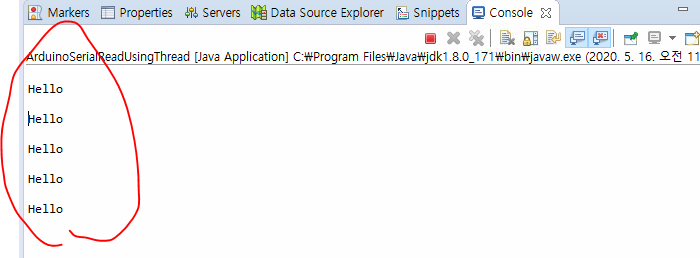 Markers Properties Servers Data Source Explorer Snippets Console
ArduinoSerialReadUsingThread [Java Application] C:₩Program Files₩Java₩jdk1.8.0_171₩bin₩javaw.exe (2020. 5. 16. 오전 11
Hello
Hello
Hello
Hello
Hello